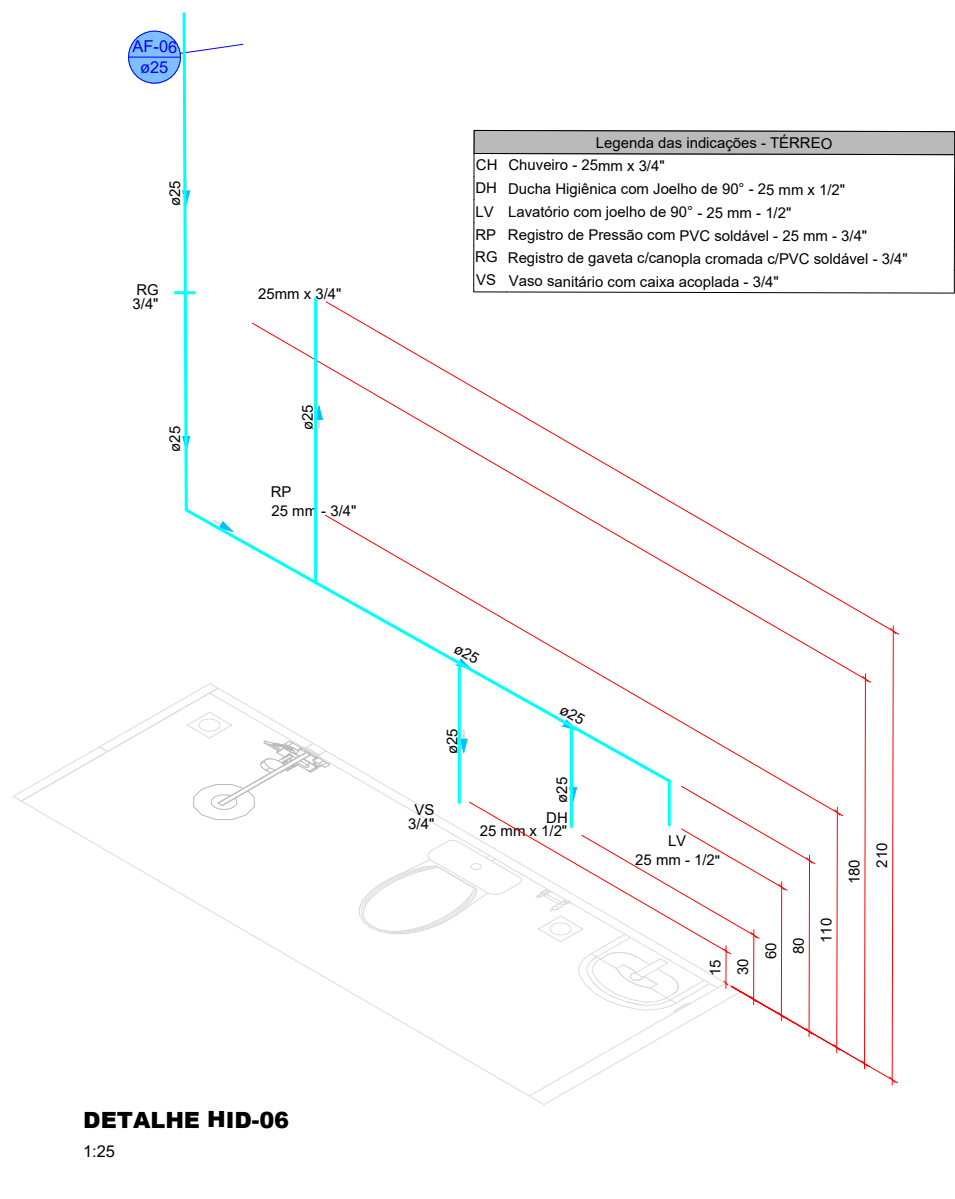 AF-06
ø25
Legenda das indicações - TÉRREO
CH Chuveiro - 25mm x 3/4"
DH Ducha Higiênica com Joelho de 90° - 25 mm x 1/2"
LV Lavatório com joelho de 90° - 25 mm - 1/2"
RP Registro de Pressão com PVC soldável - 25 mm - 3/4"
RG Registro de gaveta c/canopla cromada c/PVC soldável - 3/4"
VS Vaso sanitário com caixa acoplada - 3/4"
ø25
RG
3/4"
25mm x 3/4"
ø25
ø25
RP
25 mm - 3/4"
ø25
ø25
ø25
ø25
VS
3/4"
DH
25 mm x 1/2"
LV
25 mm - 1/2"
15
30
60
80
110
180
210
DETALHE HID-06
1:25